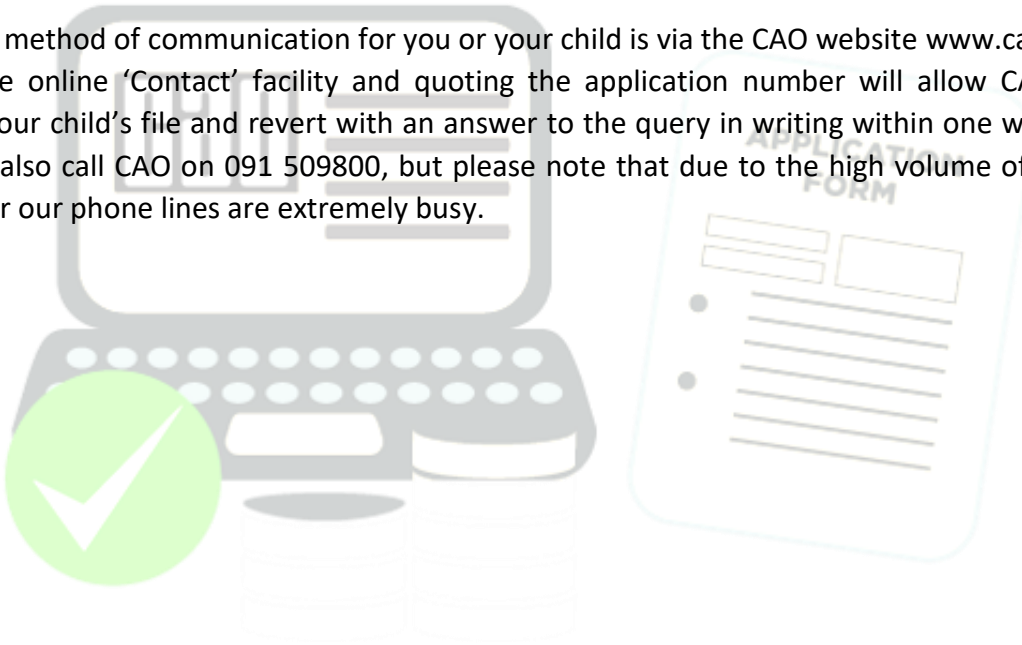 method of communication for you or your child is via the CAO website www.ca
e online ‘Contact’ facility and quoting the application number will allow CA
our child’s file and revert with an answer to the query in writing within one w
also call CAO on 091 509800, but please note that due to the high volume of
r our phone lines are extremely busy.
APPLICATION
FORM